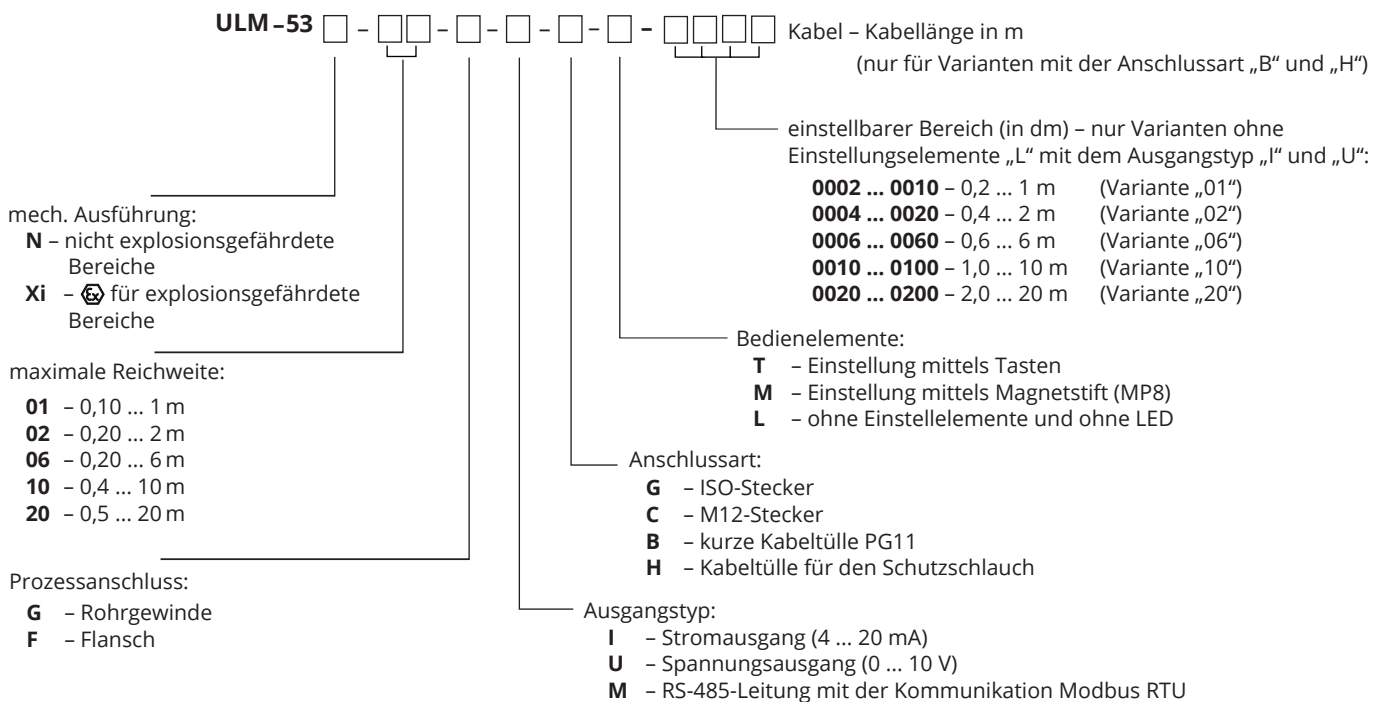 ULM–53 □ – □□ – □ – □ – □ – □ – □□□□ Kabel – Kabellänge in m
(nur für Varianten mit der Anschlussart „B“ und „H“)
einstellbarer Bereich (in dm) – nur Varianten ohne
Einstellungselemente „L“ mit dem Ausgangstyp „I“ und „U“:
0002 ... 0010 – 0,2 ... 1 m (Variante „01“)
0004 ... 0020 – 0,4 ... 2 m (Variante „02“)
0006 ... 0060 – 0,6 ... 6 m (Variante „06“)
0010 ... 0100 – 1,0 ... 10 m (Variante „10“)
0020 ... 0200 – 2,0 ... 20 m (Variante „20“)
mech. Ausführung:
N – nicht explosionsgefährdete
Bereiche
Xi – Ex für explosionsgefährdete
Bereiche
Bedienelemente:
T – Einstellung mittels Tasten
M – Einstellung mittels Magnetstift (MP8)
L – ohne Einstellelemente und ohne LED
maximale Reichweite:
01 – 0,10 ... 1 m
02 – 0,20 ... 2 m
06 – 0,20 ... 6 m
10 – 0,4 ... 10 m
20 – 0,5 ... 20 m
Anschlussart:
G – ISO-Stecker
C – M12-Stecker
B – kurze Kabeltülle PG11
H – Kabeltülle für den Schutzschlauch
Prozessanschluss:
G – Rohrgewinde
F – Flansch
Ausgangstyp:
I – Stromausgang (4 ... 20 mA)
U – Spannungsausgang (0 ... 10 V)
M – RS-485-Leitung mit der Kommunikation Modbus RTU